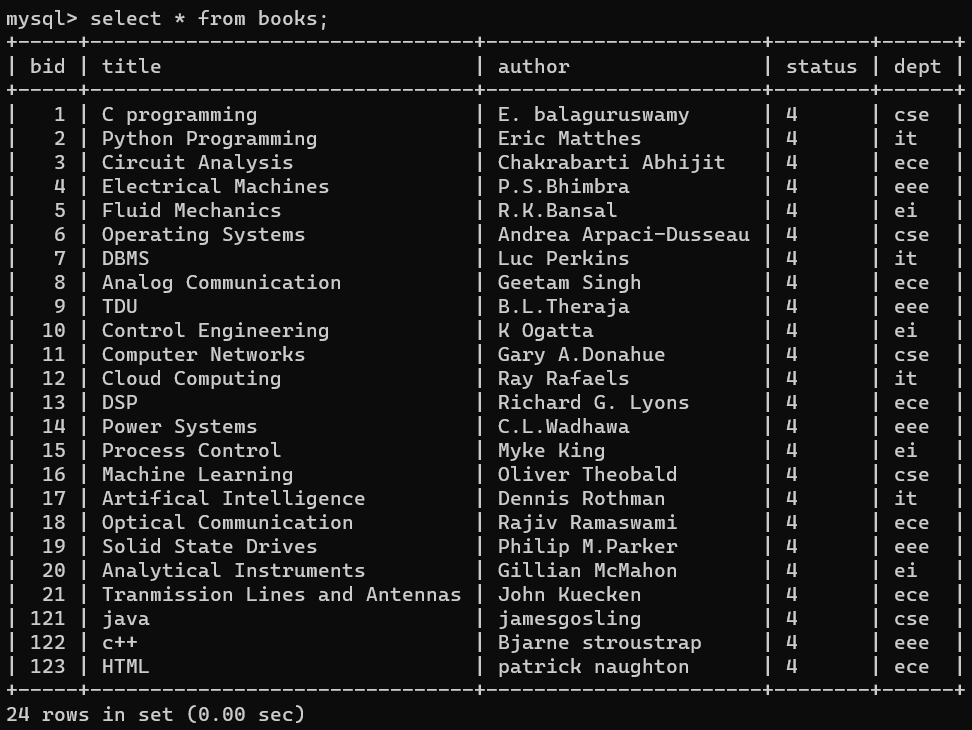 mysql> select * from books;
+-----+--------------------------------+-----------------------+--------+------+
| bid | title                          | author                | status | dept |
+-----+--------------------------------+-----------------------+--------+------+
|   1 | C programming                  | E. balaguruswamy      | 4      | cse  |
|   2 | Python Programming             | Eric Matthes          | 4      | it   |
|   3 | Circuit Analysis               | Chakrabarti Abhijit   | 4      | ece  |
|   4 | Electrical Machines            | P.S.Bhimbra           | 4      | eee  |
|   5 | Fluid Mechanics                | R.K.Bansal            | 4      | ei   |
|   6 | Operating Systems              | Andrea Arpaci-Dusseau | 4      | cse  |
|   7 | DBMS                           | Luc Perkins           | 4      | it   |
|   8 | Analog Communication           | Geetam Singh          | 4      | ece  |
|   9 | TDU                            | B.L.Theraja           | 4      | eee  |
|  10 | Control Engineering            | K Ogatta              | 4      | ei   |
|  11 | Computer Networks              | Gary A.Donahue        | 4      | cse  |
|  12 | Cloud Computing                | Ray Rafaels           | 4      | it   |
|  13 | DSP                            | Richard G. Lyons      | 4      | ece  |
|  14 | Power Systems                  | C.L.Wadhawa           | 4      | eee  |
|  15 | Process Control                | Myke King             | 4      | ei   |
|  16 | Machine Learning               | Oliver Theobald       | 4      | cse  |
|  17 | Artifical Intelligence         | Dennis Rothman        | 4      | it   |
|  18 | Optical Communication          | Rajiv Ramaswami       | 4      | ece  |
|  19 | Solid State Drives             | Philip M.Parker       | 4      | eee  |
|  20 | Analytical Instruments         | Gillian McMahon       | 4      | ei   |
|  21 | Tranmission Lines and Antennas | John Kuecken          | 4      | ece  |
| 121 | java                           | jamesgosling          | 4      | cse  |
| 122 | c++                            | Bjarne stroustrap     | 4      | eee  |
| 123 | HTML                           | patrick naughton      | 4      | ece  |
+-----+--------------------------------+-----------------------+--------+------+
24 rows in set (0.00 sec)